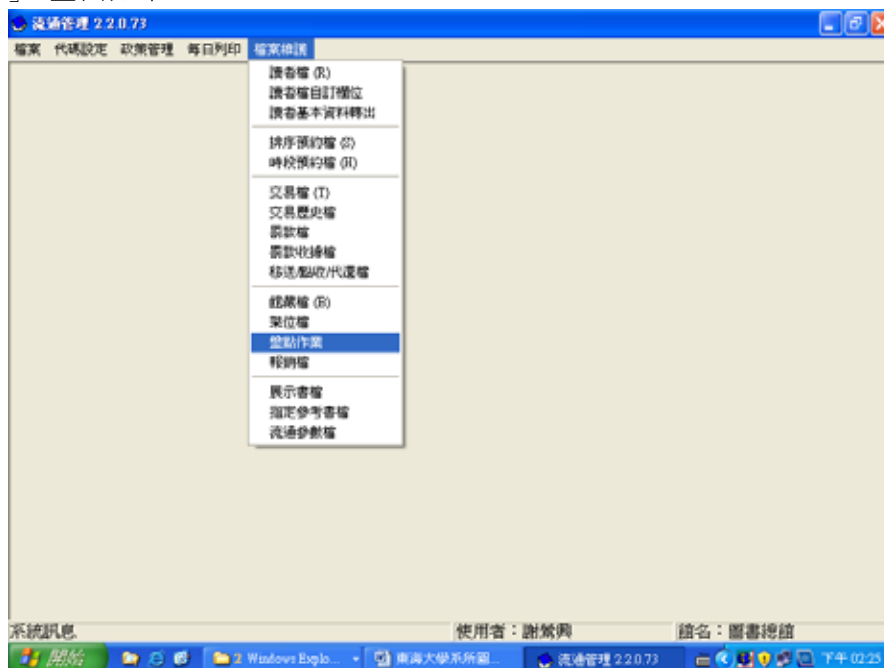 流通管理 2.2.0.73
檔案 代碼設定 政策管理 每日列印 檔案維護
讀者檔 (R)
讀者檔自訂欄位
讀者基本資料轉出
排序預約檔 (S)
時段預約檔 (H)
交易檔 (T)
交易歷史檔
罰款檔
罰款收據檔
移送/點收/代還檔
館藏檔 (B)
架位檔
盤點作業
報銷檔
展示書檔
指定參考書檔
流通參數檔
系統訊息 使用者：謝鶯興 館名：圖書總館
開始 2 Windows Explo... 東海大學系所圖... 流通管理 2.2.0.73 下午 02:25